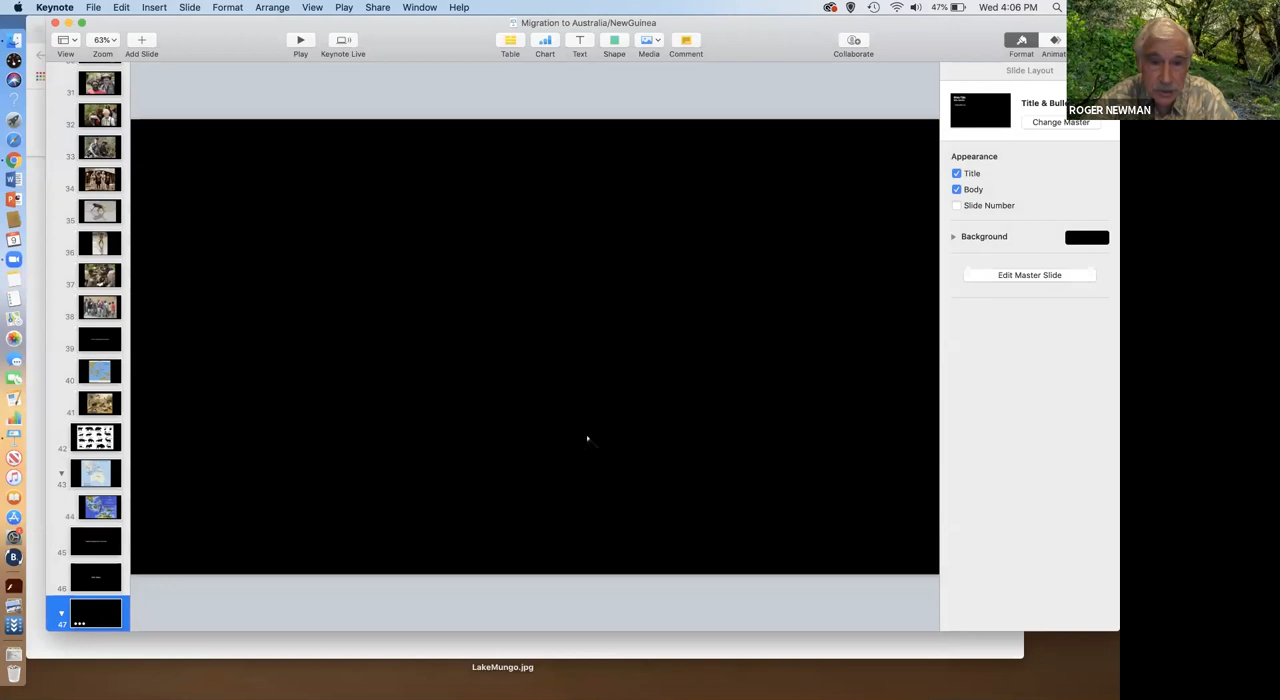 Keynote File Edit Insert Slide Format Arrange View Play Share Window Help
47% Wed 4:06 PM
Migration to Australia/NewGuinea
63%
View Zoom Add Slide
Play Keynote Live
Table Chart Text Shape Media Comment
Collaborate
Format Animat
Slide Layout
ROGER NEWMAN
Title & Bulle
Change Master
Appearance
Title
Body
Slide Number
Background
Edit Master Slide
31
32
33
34
35
36
37
38
39
40
41
42
43
44
45
46
47
LakeMungo.jpg